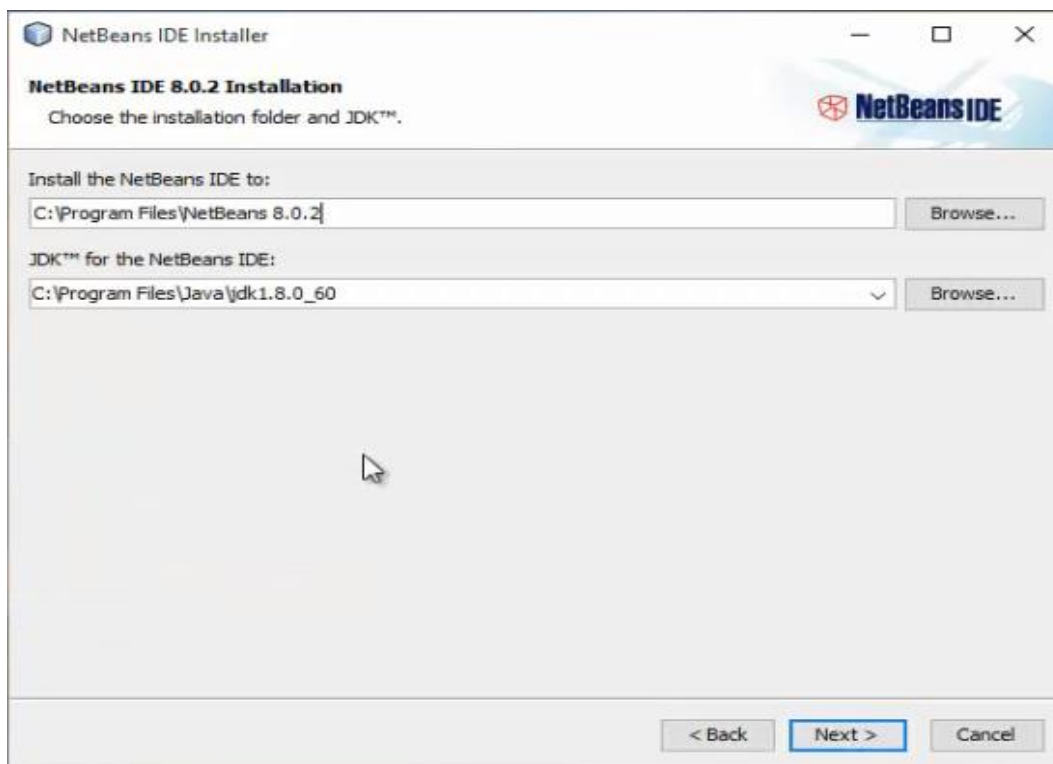 NetBeans IDE Installer
NetBeans IDE 8.0.2 Installation
Choose the installation folder and JDK™.
NetBeans IDE
Install the NetBeans IDE to:
C:\Program Files\NetBeans 8.0.2
Browse...
JDK™ for the NetBeans IDE:
C:\Program Files\Java\jdk1.8.0_60
Browse...
< Back
Next >
Cancel